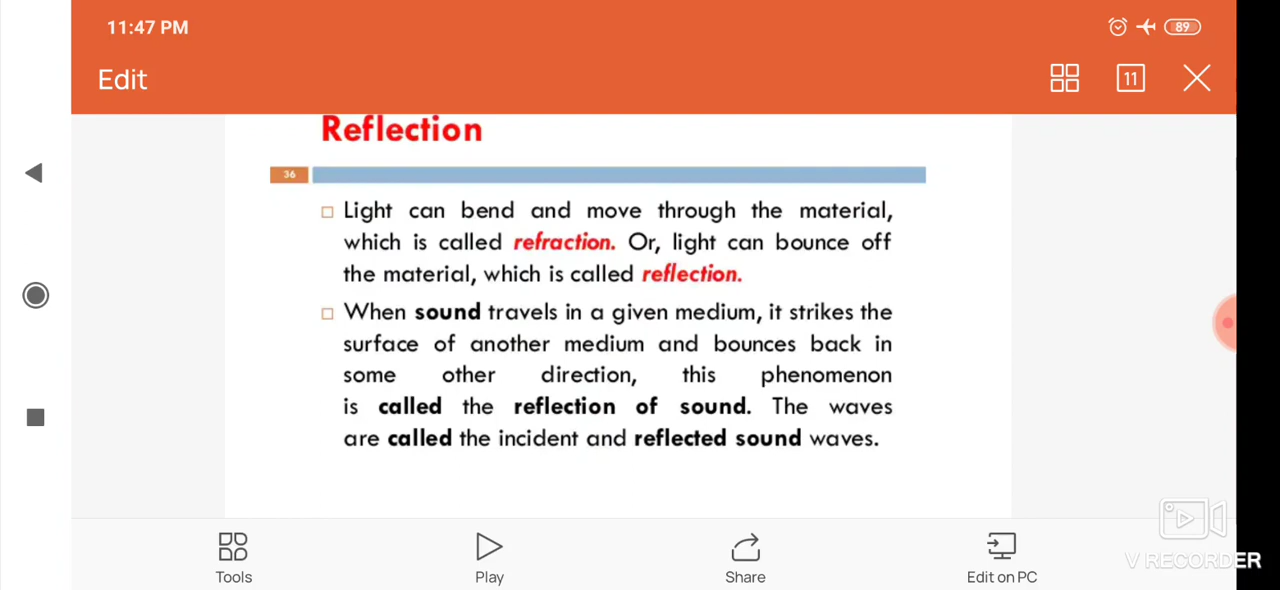 11:47 PM
89
Edit
11
Reflection
36
Light can bend and move through the material,
which is called refraction. Or, light can bounce off
the material, which is called reflection.
When sound travels in a given medium, it strikes the
surface of another medium and bounces back in
some other direction, this phenomenon
is called the reflection of sound. The waves
are called the incident and reflected sound waves.
V RECORDER
Tools
Play
Share
Edit on PC